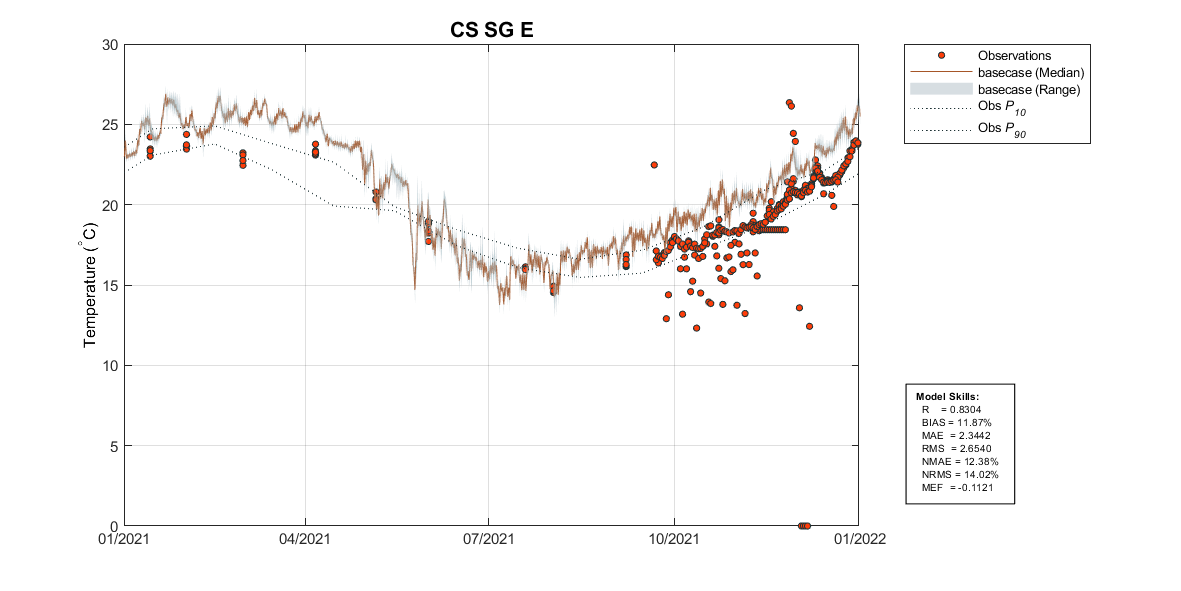 CS SG E
30
25
20
15
10
5
0
Temperature (°C)
01/2021
04/2021
07/2021
10/2021
01/2022
Observations
basecase (Median)
basecase (Range)
Obs P10
Obs P90
Model Skills:
R = 0.8304
BIAS = 11.87%
MAE = 2.3442
RMS = 2.6540
NMAE = 12.38%
NRMS = 14.02%
MEF = -0.1121